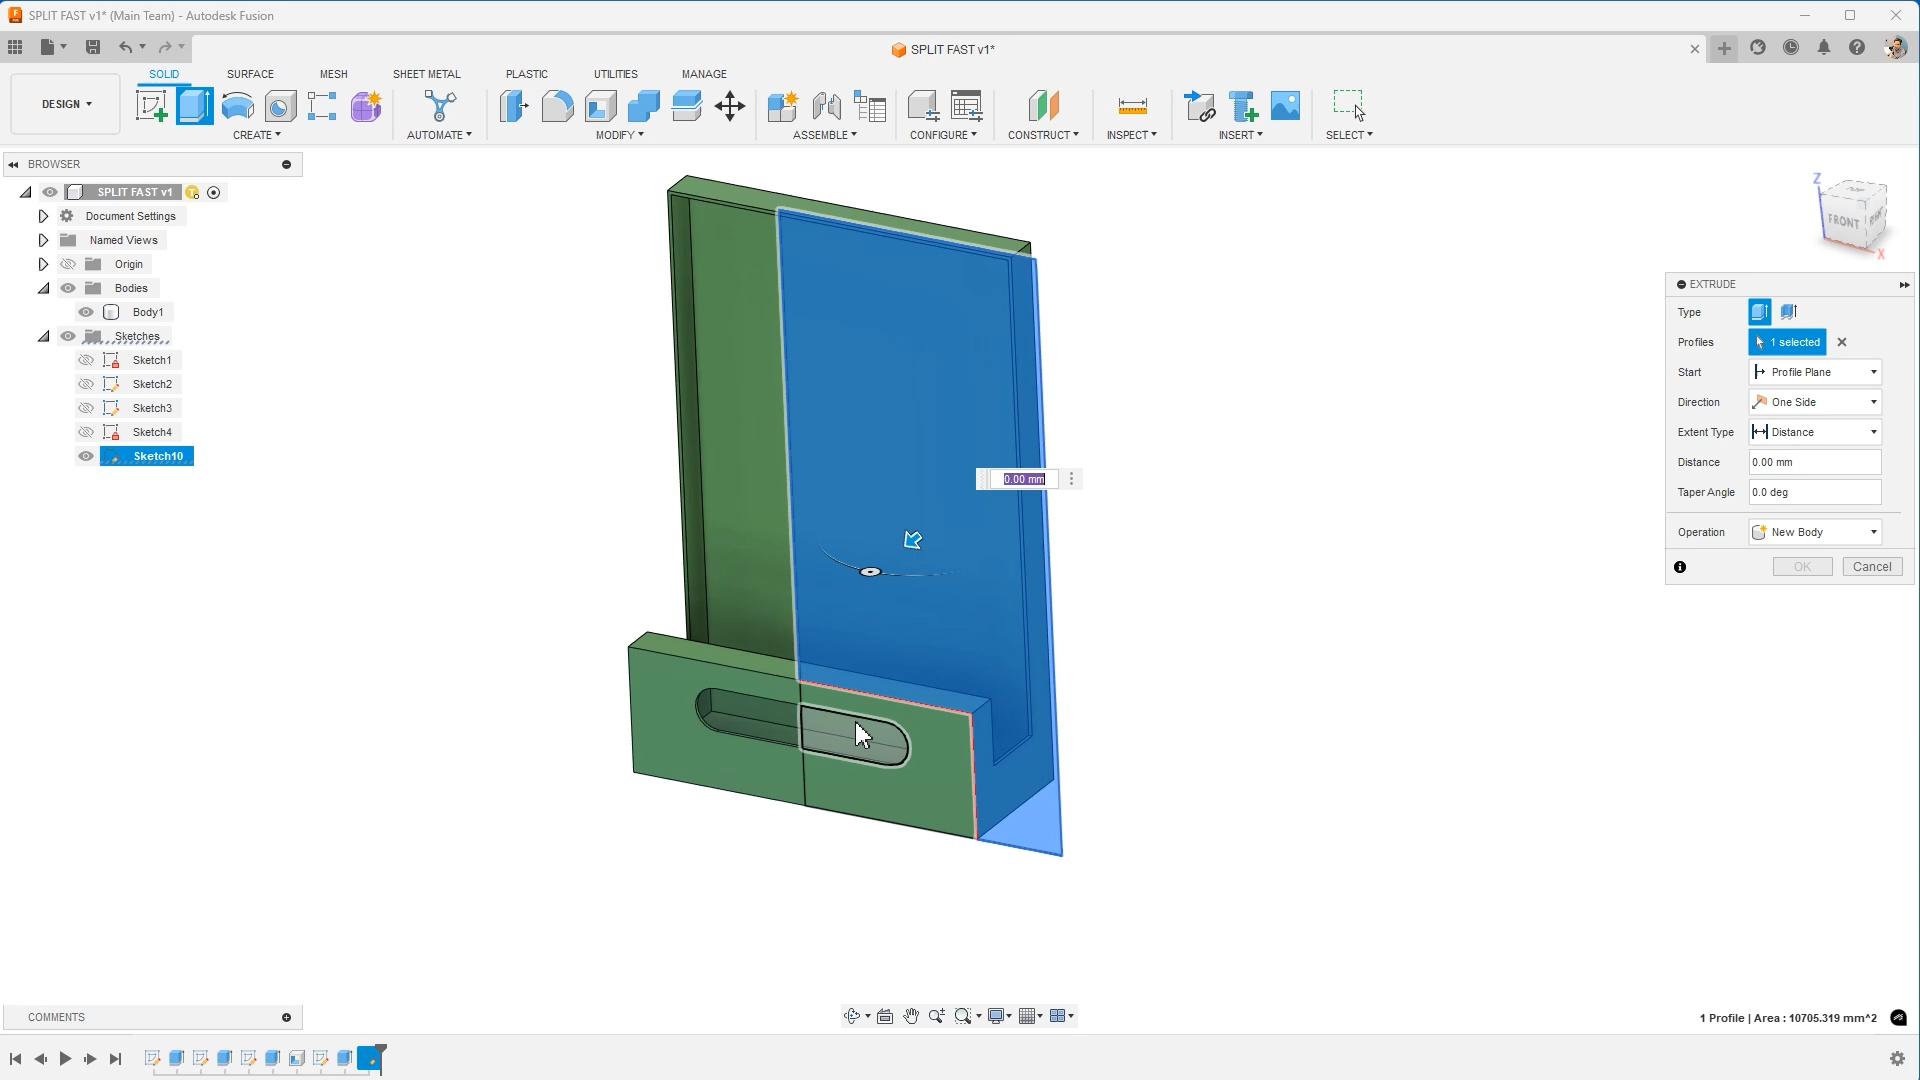 SPLIT FAST v1* (Main Team) - Autodesk Fusion
SPLIT FAST v1*
DESIGN
SOLID SURFACE MESH SHEET METAL PLASTIC UTILITIES MANAGE
CREATE AUTOMATE MODIFY ASSEMBLE CONFIGURE CONSTRUCT INSPECT INSERT SELECT
BROWSER
SPLIT FAST v1
Document Settings
Named Views
Origin
Bodies
Body1
Sketches
Sketch1
Sketch2
Sketch3
Sketch4
Sketch10
0.00 mm
Z
FRONT
X
EXTRUDE
Type
Profiles 1 selected
Start Profile Plane
Direction One Side
Extent Type Distance
Distance 0.00 mm
Taper Angle 0.0 deg
Operation New Body
OK Cancel
COMMENTS
1 Profile | Area : 10705.319 mm^2